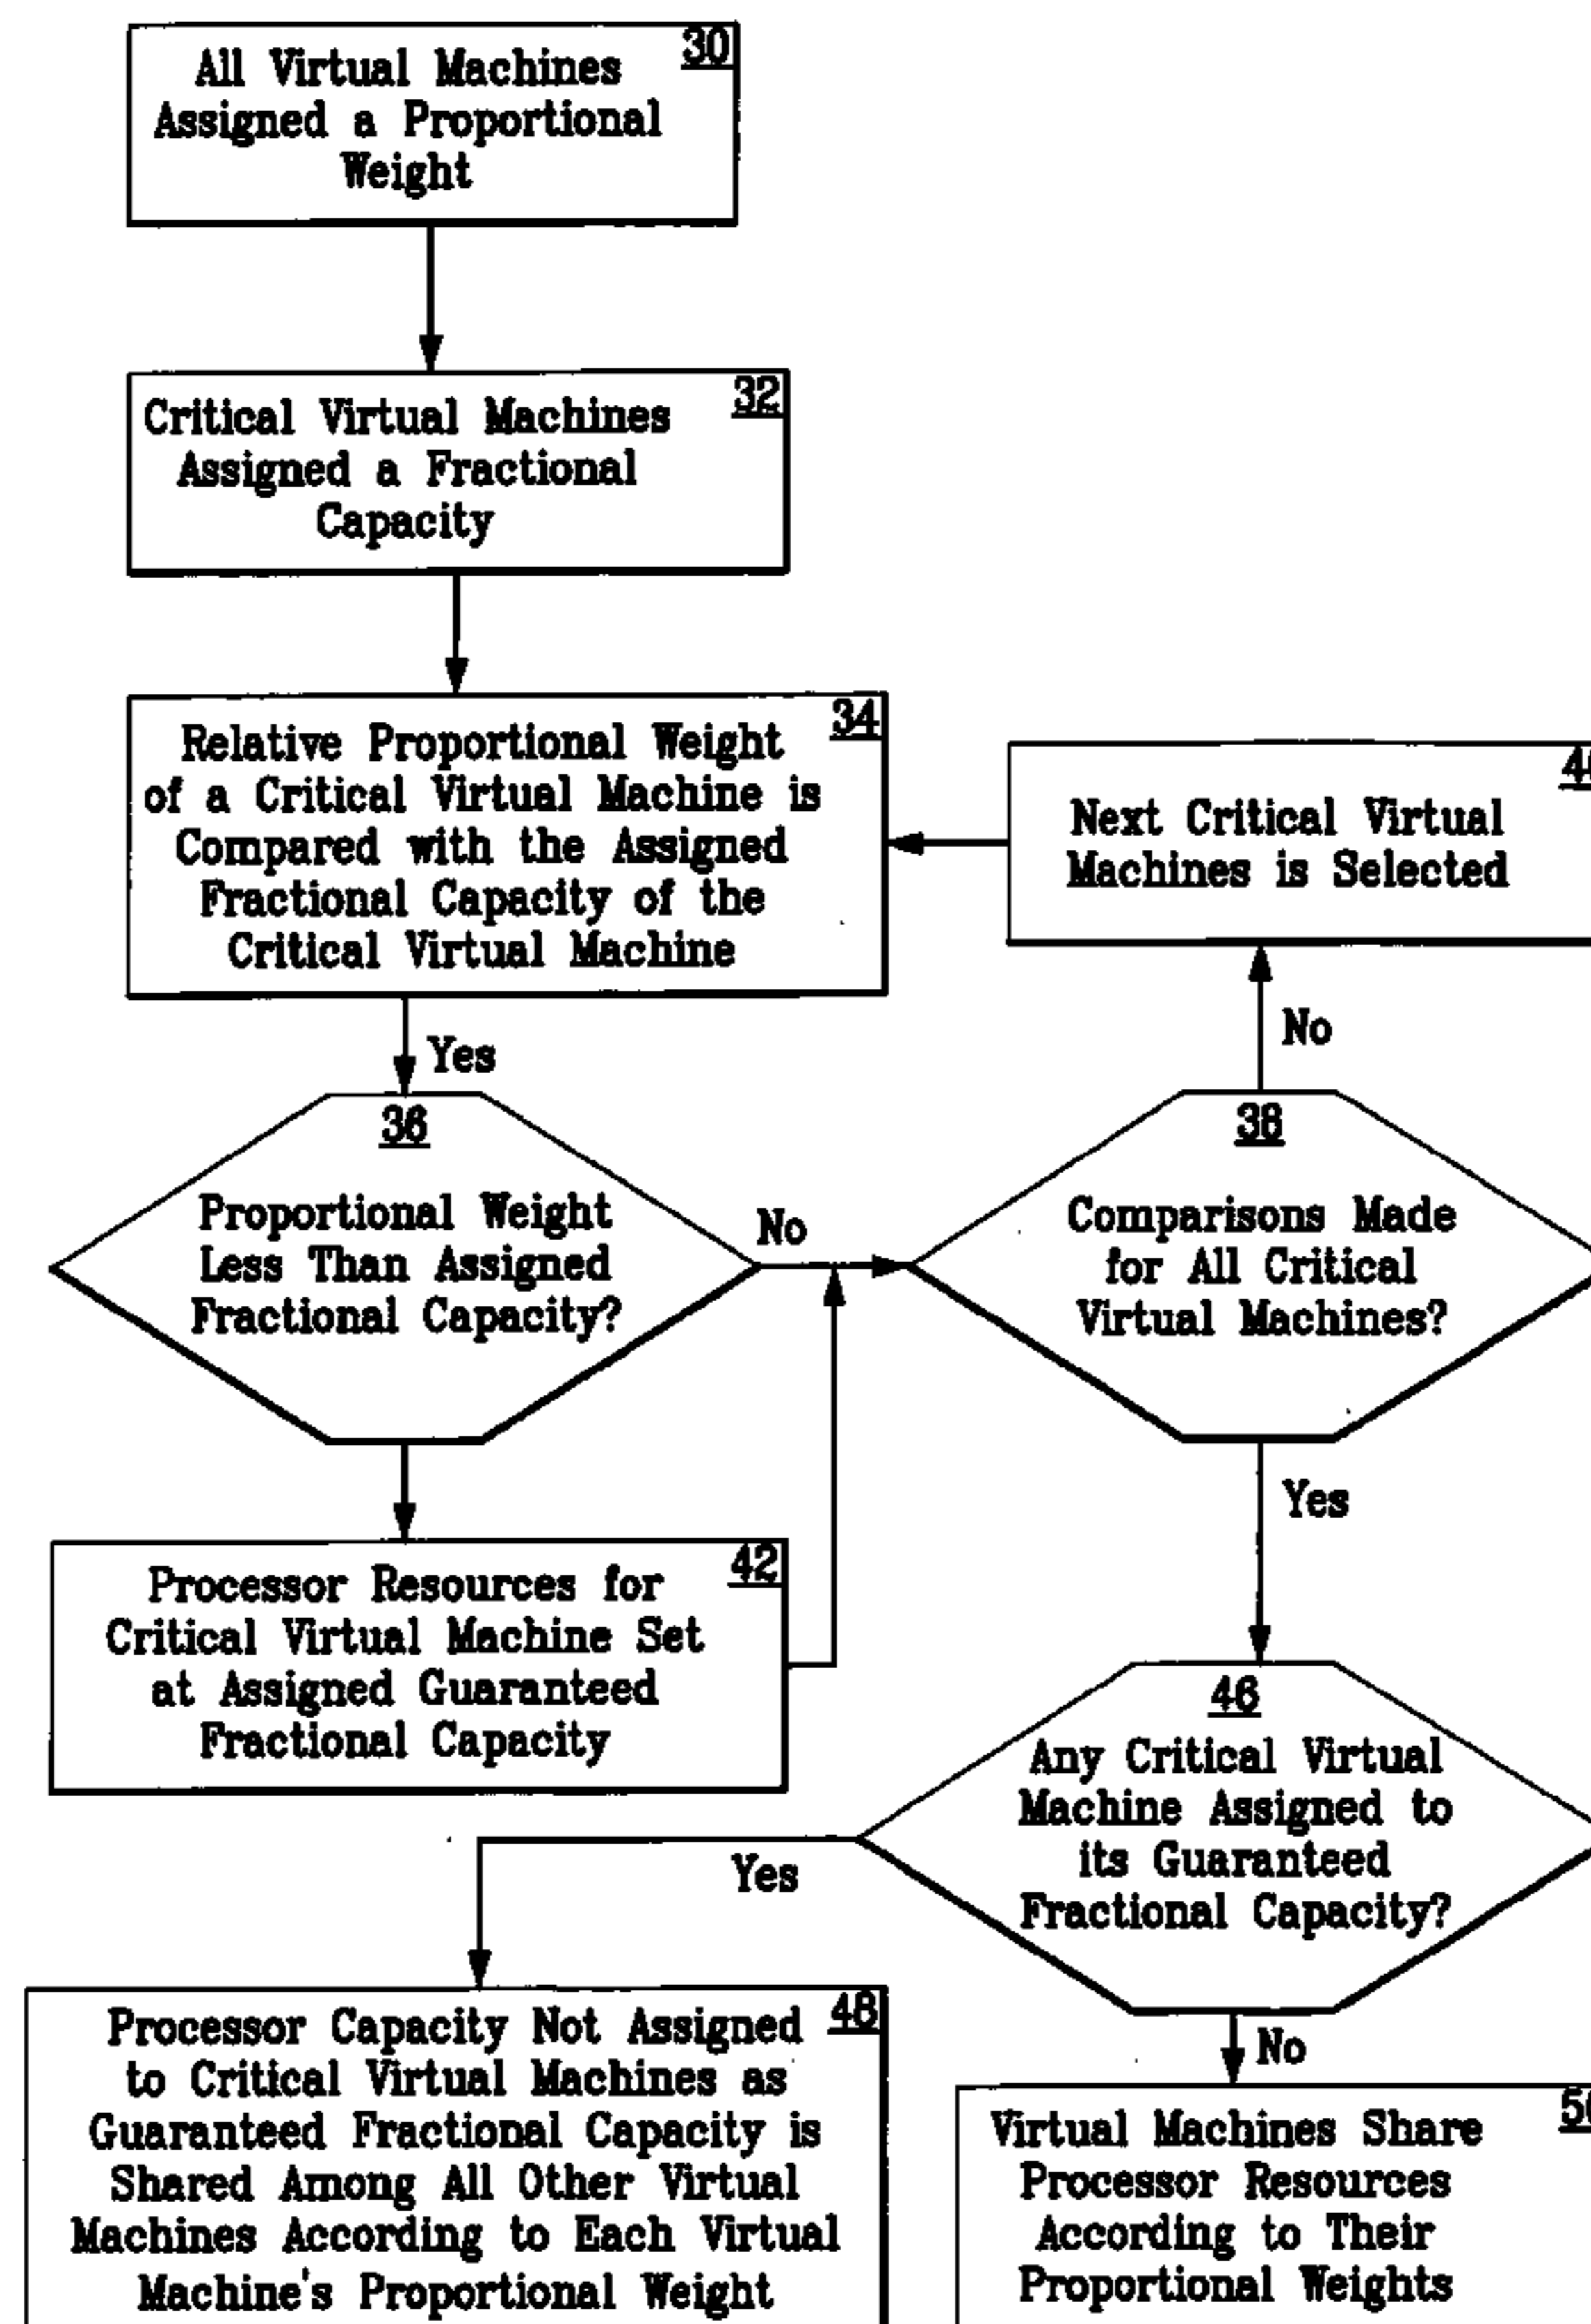 30
All Virtual Machines
Assigned a Proportional
Weight
32
Critical Virtual Machines
Assigned a Fractional
Capacity
34
Relative Proportional Weight
of a Critical Virtual Machine is
Compared with the Assigned
Fractional Capacity of the
Critical Virtual Machine
Next Critical Virtual
Machines is Selected
Yes
No
36
Proportional Weight
Less Than Assigned
Fractional Capacity?
No
38
Comparisons Made
for All Critical
Virtual Machines?
Yes
42
Processor Resources for
Critical Virtual Machine Set
at Assigned Guaranteed
Fractional Capacity
46
Any Critical Virtual
Machine Assigned to
its Guaranteed
Fractional Capacity?
Yes
No
48
Processor Capacity Not Assigned
to Critical Virtual Machines as
Guaranteed Fractional Capacity is
Shared Among All Other Virtual
Machines According to Each Virtual
Machine's Proportional Weight
Virtual Machines Share
Processor Resources
According to Their
Proportional Weights